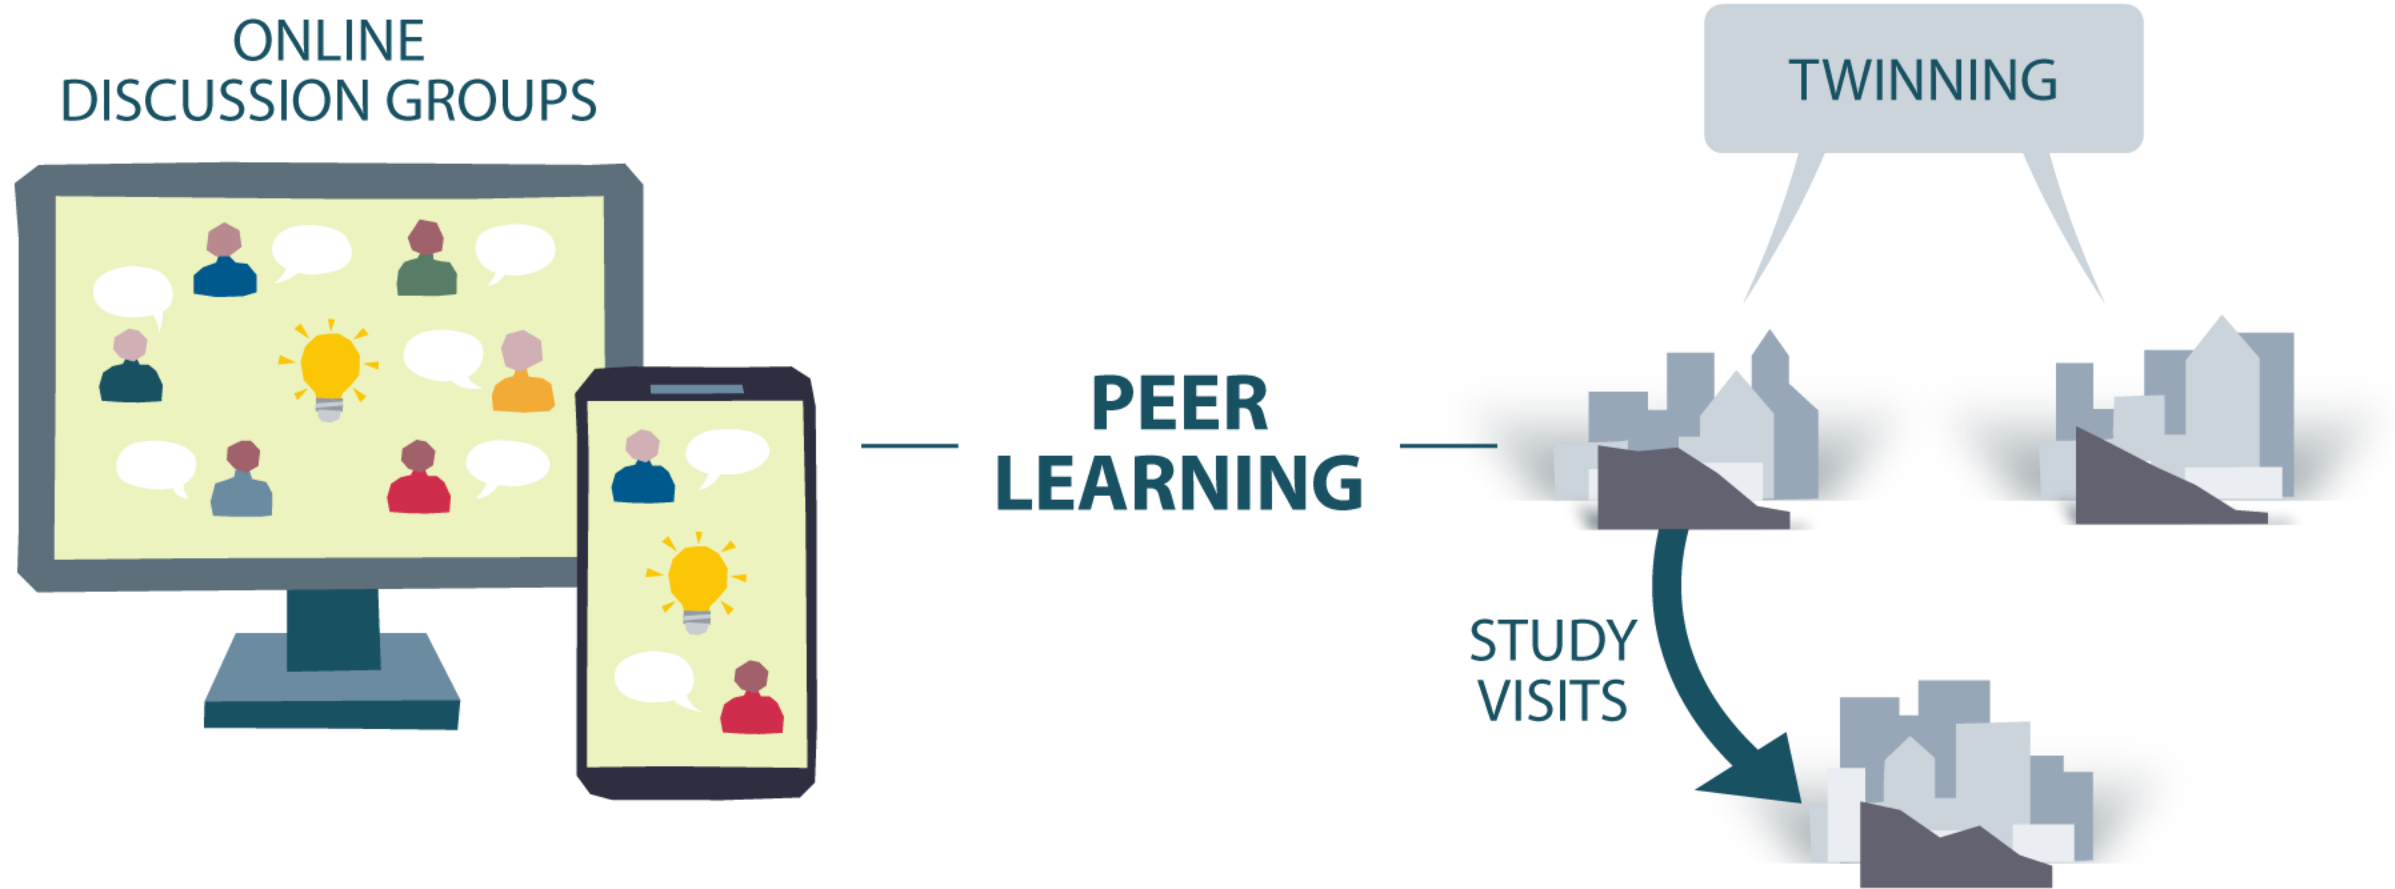 ONLINE
DISCUSSION GROUPS
PEER
LEARNING
TWINNING
STUDY
VISITS